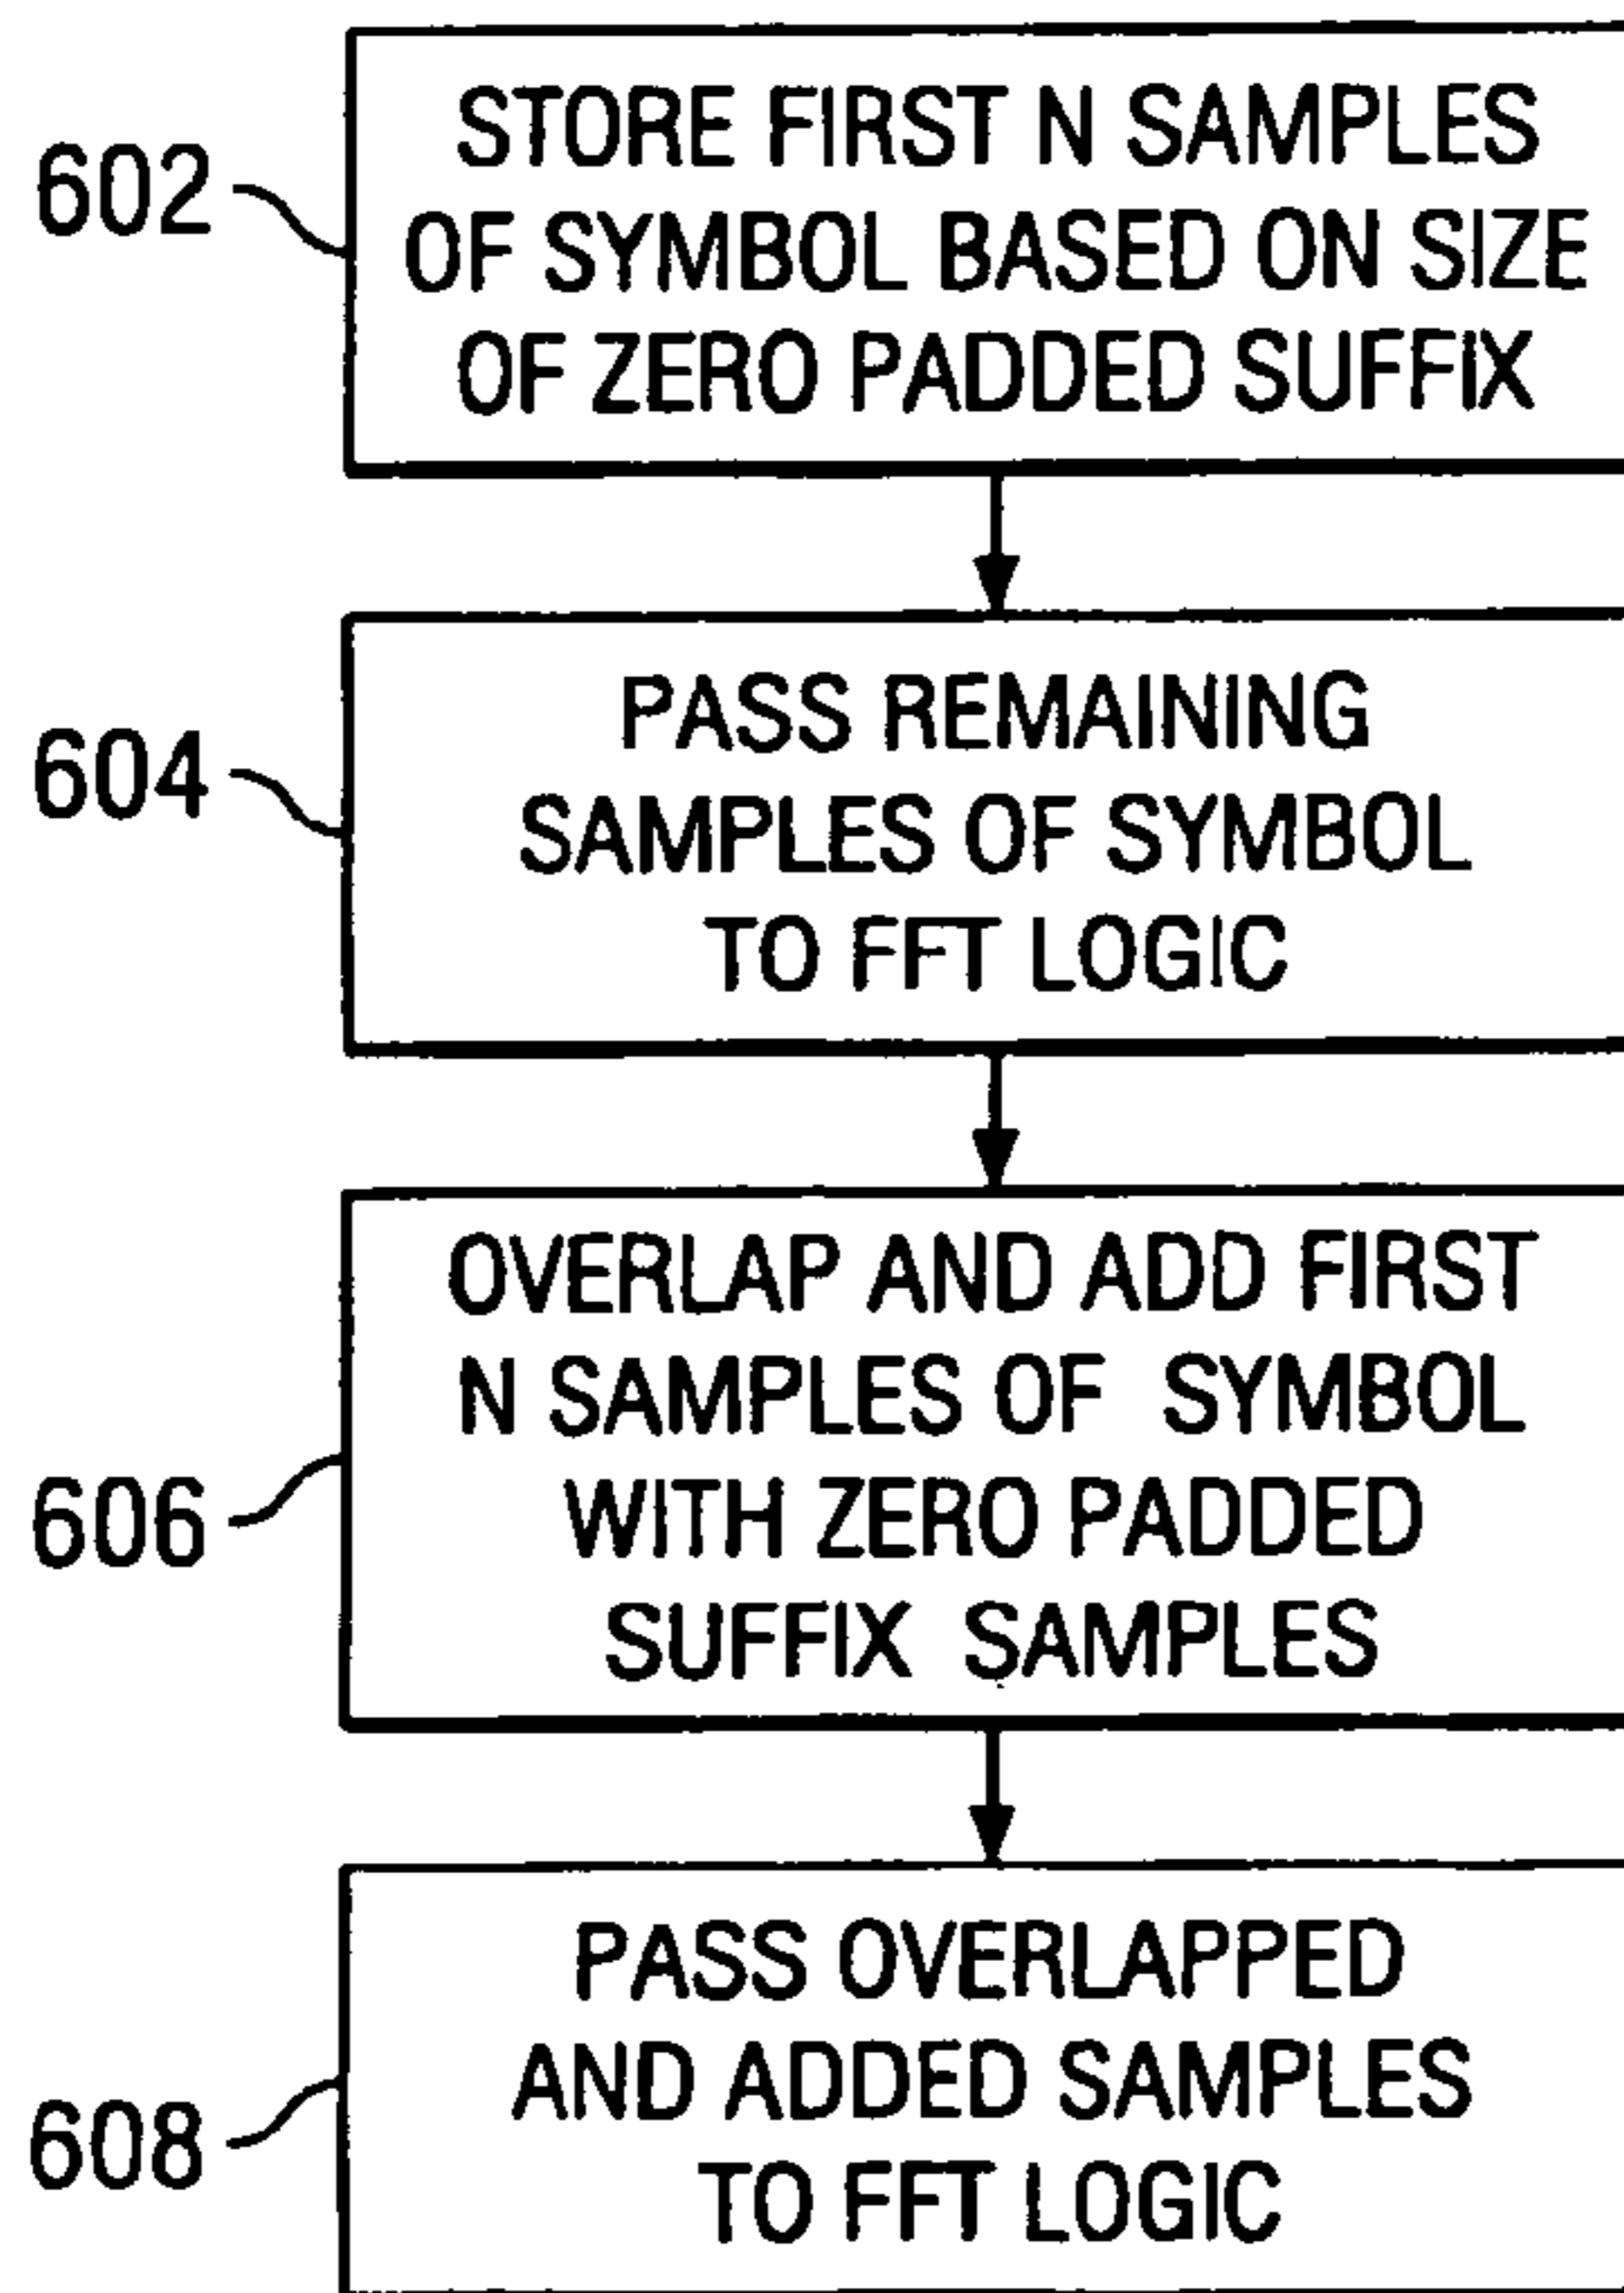 602
STORE FIRST N SAMPLES
OF SYMBOL BASED ON SIZE
OF ZERO PADDED SUFFIX
604
PASS REMAINING
SAMPLES OF SYMBOL
TO FFT LOGIC
606
OVERLAP AND ADD FIRST
N SAMPLES OF SYMBOL
WITH ZERO PADDED
SUFFIX SAMPLES
608
PASS OVERLAPPED
AND ADDED SAMPLES
TO FFT LOGIC